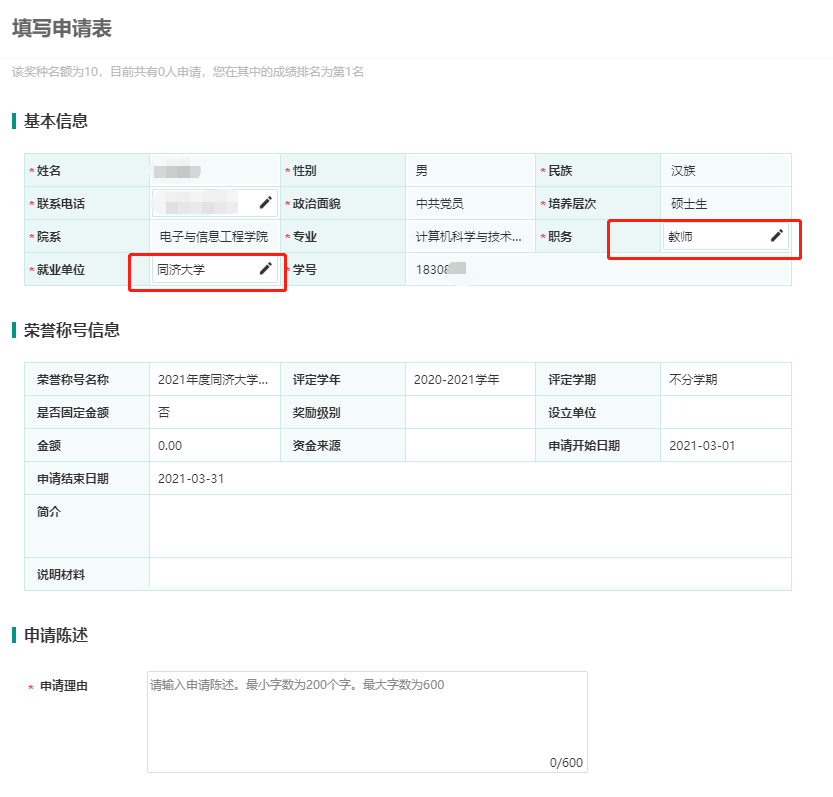 填写申请表
该奖种名额为10，目前共有0人申请，您在其中的成绩排名为第1名
基本信息
*姓名 *性别 男 *民族 汉族
*联系电话 *政治面貌 中共党员 *培养层次 硕士生
*院系 电子与信息工程学院 *专业 计算机科学与技术... *职务 教师
*就业单位 同济大学 *学号 18308
荣誉称号信息
荣誉称号名称 2021年度同济大学... 评定学年 2020-2021学年 评定学期 不分学期
是否固定金额 否 奖励级别 设立单位
金额 0.00 资金来源 申请开始日期 2021-03-01
申请结束日期 2021-03-31
简介
说明材料
申请陈述
* 申请理由 请输入申请陈述。最小字数为200个字。最大字数为600
0/600